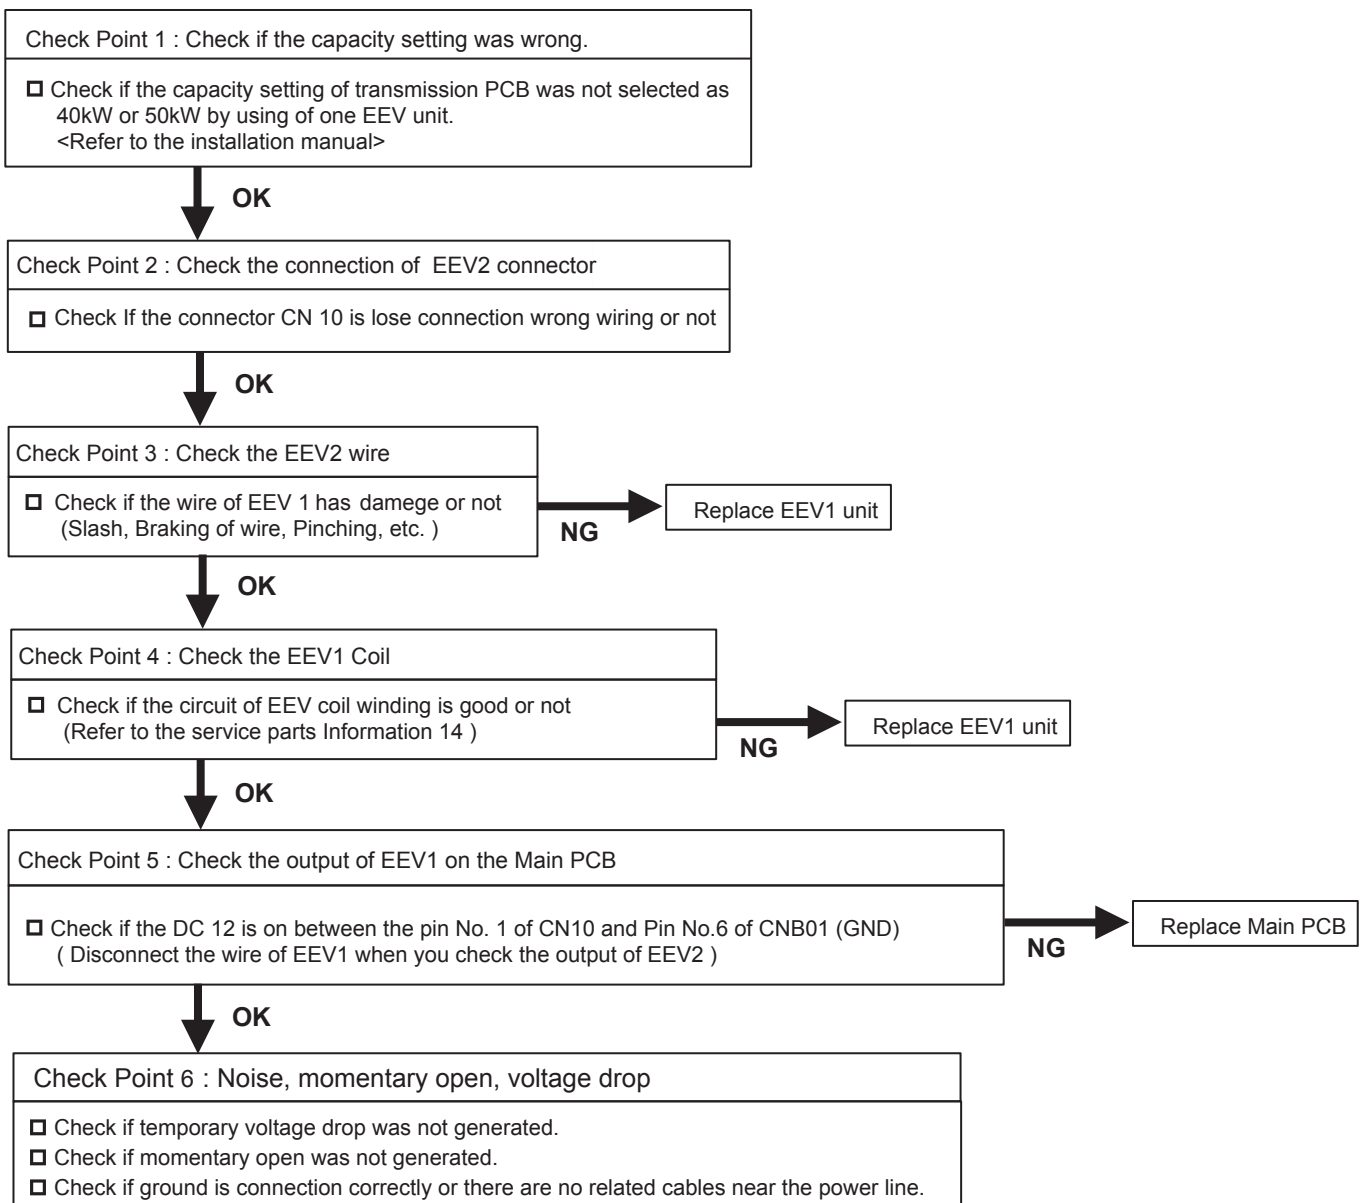 Check Point 1 : Check if the capacity setting was wrong.
Check if the capacity setting of transmission PCB was not selected as
40kW or 50kW by using of one EEV unit.
<Refer to the installation manual>
OK
Check Point 2 : Check the connection of EEV2 connector
Check If the connector CN 10 is lose connection wrong wiring or not
OK
Check Point 3 : Check the EEV2 wire
Check if the wire of EEV 1 has damege or not
(Slash, Braking of wire, Pinching, etc. )
NG
Replace EEV1 unit
OK
Check Point 4 : Check the EEV1 Coil
Check if the circuit of EEV coil winding is good or not
(Refer to the service parts Information 14 )
NG
Replace EEV1 unit
OK
Check Point 5 : Check the output of EEV1 on the Main PCB
Check if the DC 12 is on between the pin No. 1 of CN10 and Pin No.6 of CNB01 (GND)
( Disconnect the wire of EEV1 when you check the output of EEV2 )
NG
Replace Main PCB
OK
Check Point 6 : Noise, momentary open, voltage drop
Check if temporary voltage drop was not generated.
Check if momentary open was not generated.
Check if ground is connection correctly or there are no related cables near the power line.